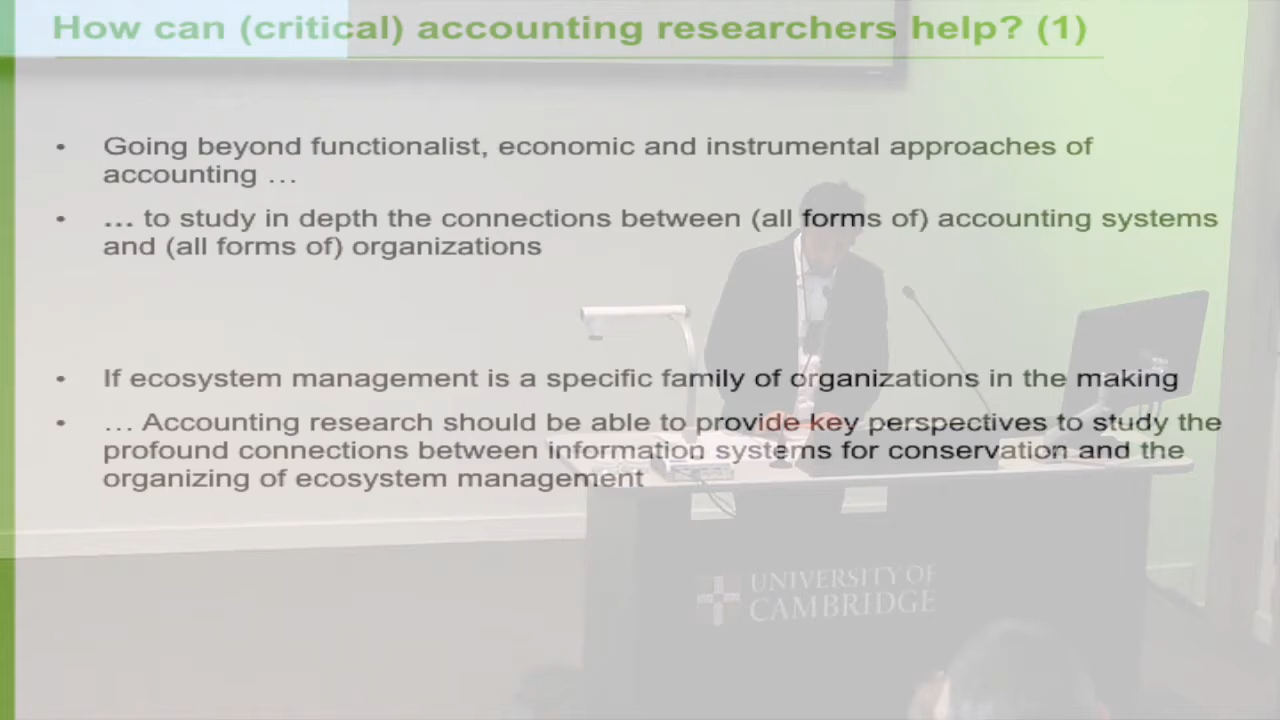 How can (critical) accounting researchers help? (1)
• Going beyond functionalist, economic and instrumental approaches of
accounting …
• … to study in depth the connections between (all forms of) accounting systems
and (all forms of) organizations
• If ecosystem management is a specific family of organizations in the making
• … Accounting research should be able to provide key perspectives to study the
profound connections between information systems for conservation and the
organizing of ecosystem management
UNIVERSITY OF
CAMBRIDGE